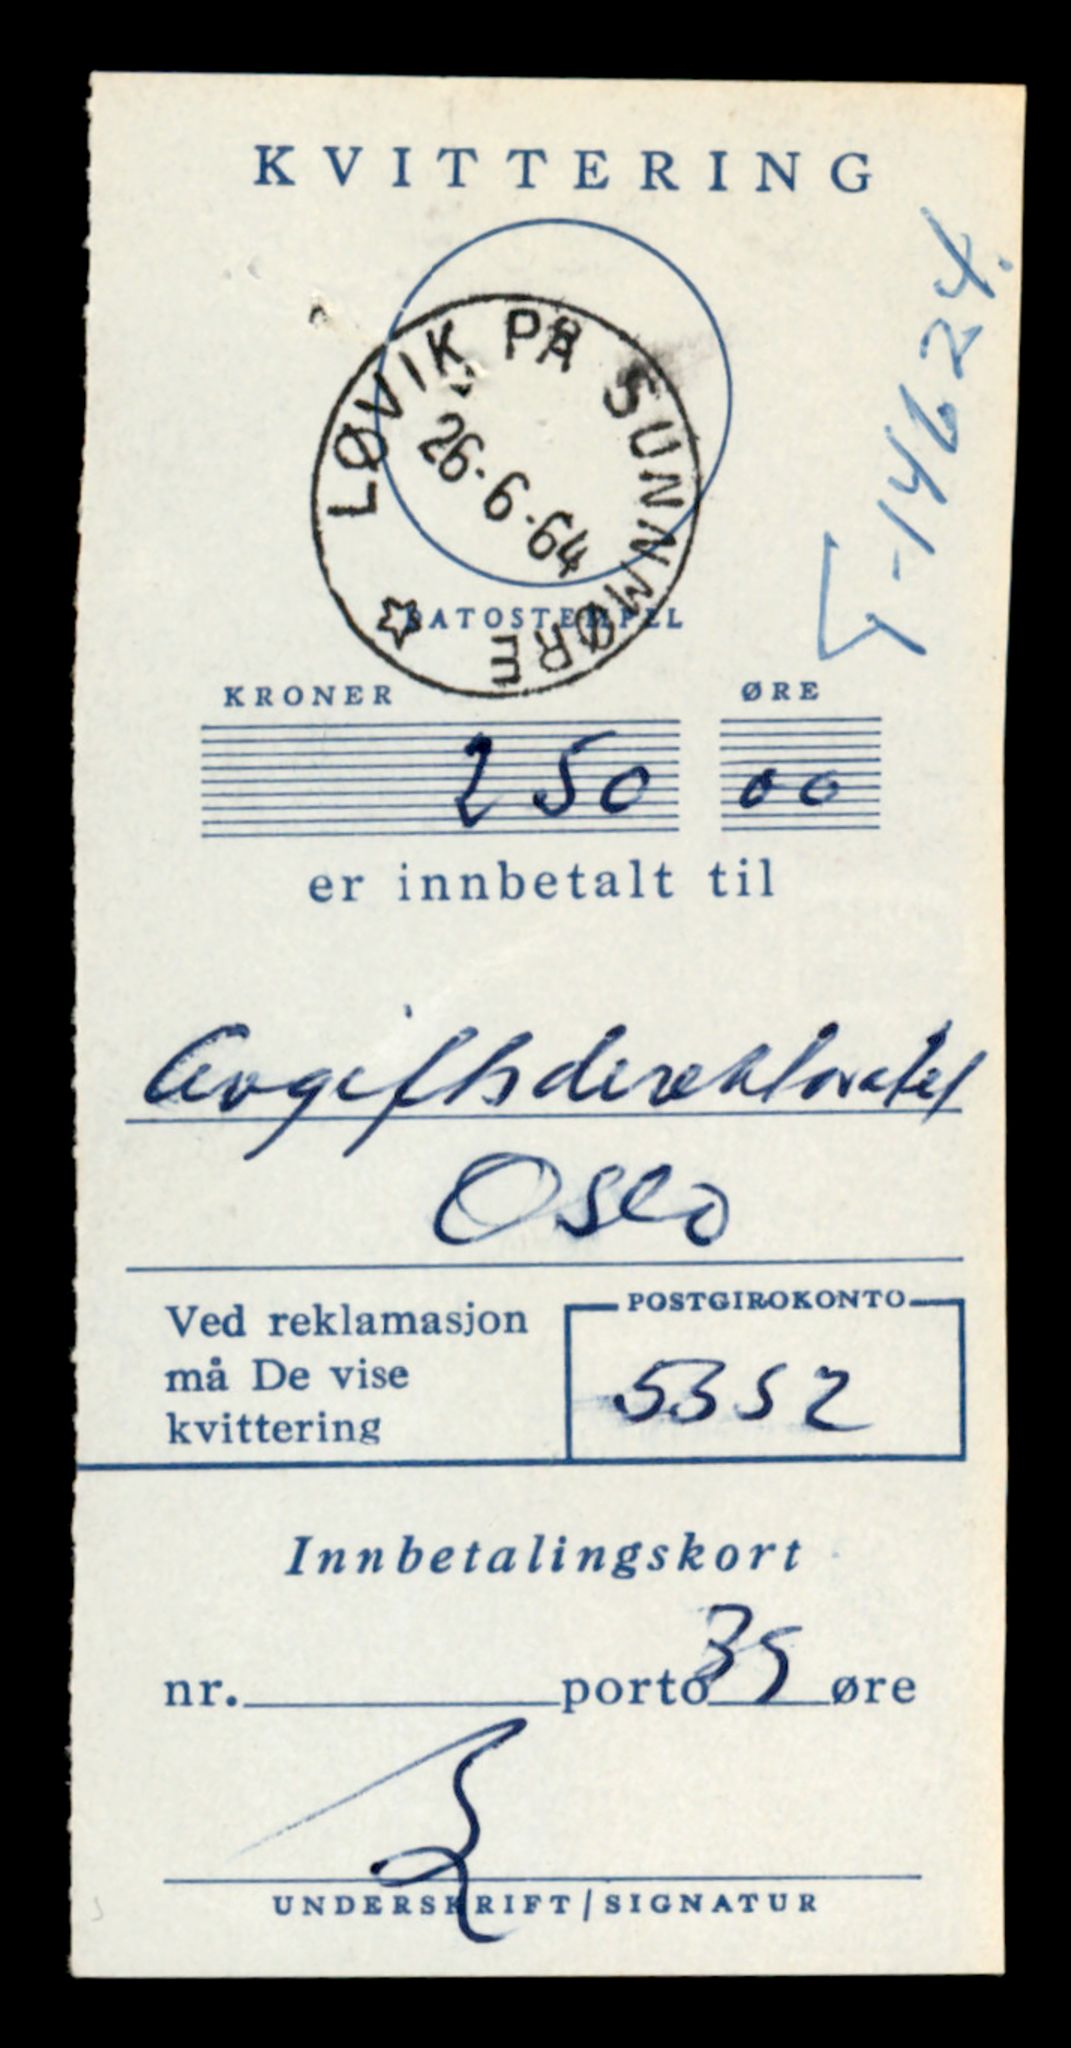 KVITTERING
LØVIK PÅ SUNNMØRE
26-6-64
DATOSTEMPEL
-14624.
KRONER ØRE
250 00
er innbetalt til
Avgiftsdirektoratet
Oslo
Ved reklamasjon
må De vise
kvittering
POSTGIROKONTO
5352
Innbetalingskort
nr. porto 35 øre
UNDERSKRIFT/SIGNATUR